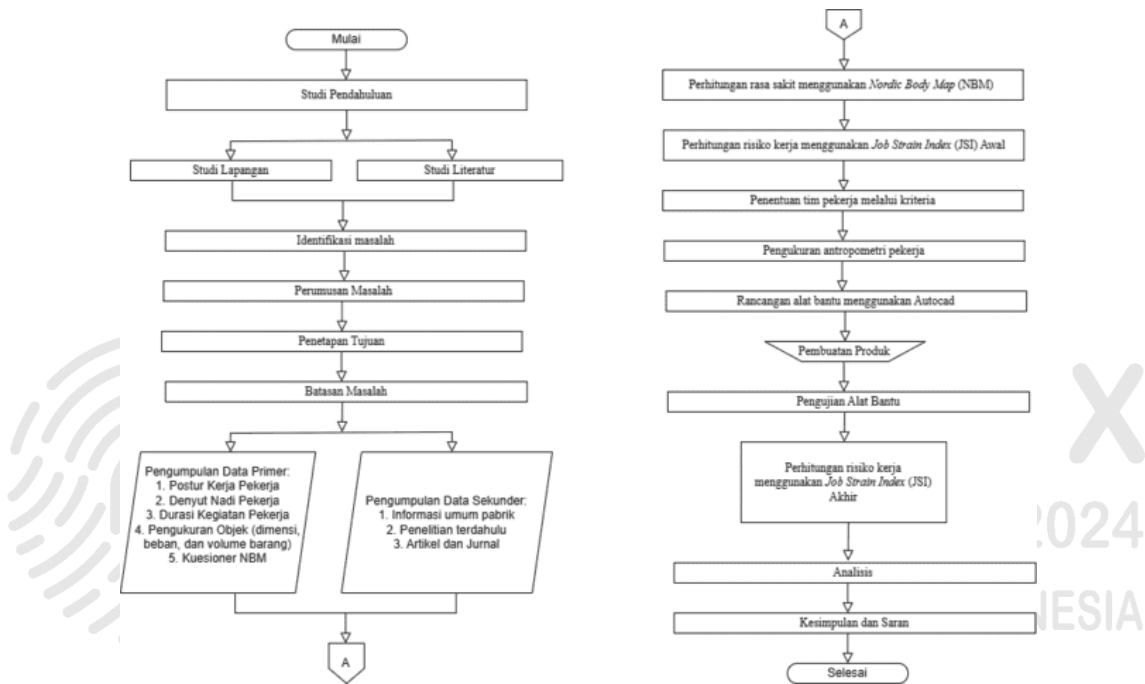 Mulai
Studi Pendahuluan
Studi Lapangan
Studi Literatur
Identifikasi masalah
Perumusan Masalah
Penetapan Tujuan
Batasan Masalah
Pengumpulan Data Primer:
1. Postur Kerja Pekerja
2. Denyut Nadi Pekerja
3. Durasi Kegiatan Pekerja
4. Pengukuran Objek (dimensi,
beban, dan volume barang)
5. Kuesioner NBM
Pengumpulan Data Sekunder:
1. Informasi umum pabrik
2. Penelitian terdahulu
3. Artikel dan Jurnal
A
A
Perhitungan rasa sakit menggunakan Nordic Body Map (NBM)
Perhitungan risiko kerja menggunakan Job Strain Index (JSI) Awal
Penentuan tim pekerja melalui kriteria
Pengukuran antropometri pekerja
Rancangan alat bantu menggunakan Autocad
Pembuatan Produk
Pengujian Alat Bantu
Perhitungan risiko kerja
menggunakan Job Strain Index (JSI)
Akhir
Analisis
Kesimpulan dan Saran
Selesai
X
2024
NESIA